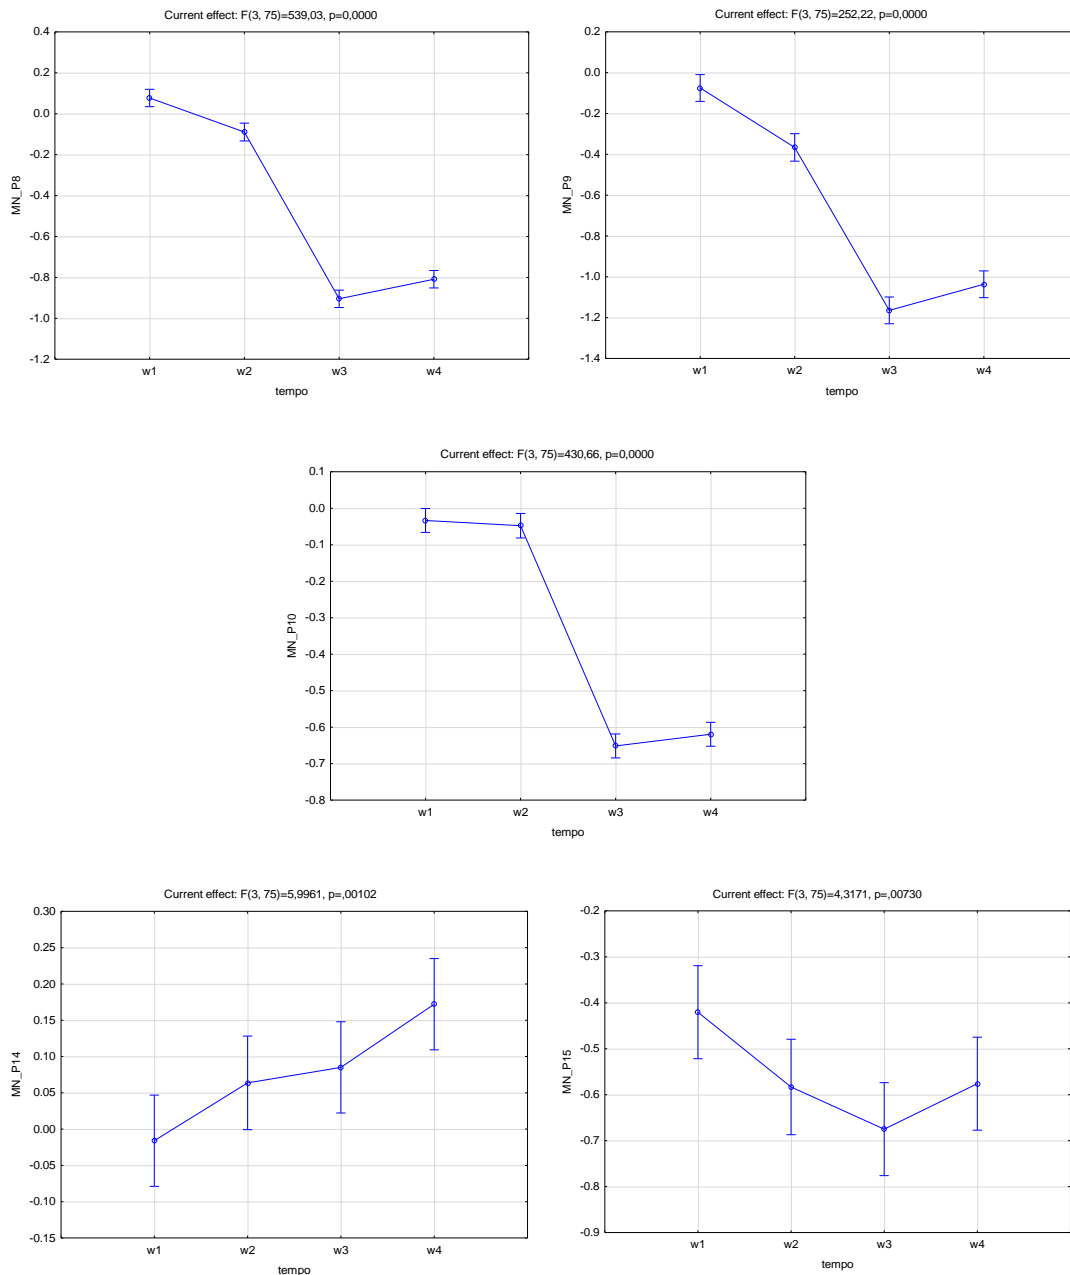 Current effect: F(3, 75)=539,03, p=0,0000
0.4
0.2
0.0
-0.2
-0.4
-0.6
-0.8
-1.0
-1.2
MN_P8
w1 w2 w3 w4
tempo
Current effect: F(3, 75)=252,22, p=0,0000
0.2
0.0
-0.2
-0.4
-0.6
-0.8
-1.0
-1.2
-1.4
MN_P9
w1 w2 w3 w4
tempo
Current effect: F(3, 75)=430,66, p=0,0000
0.1
0.0
-0.1
-0.2
-0.3
-0.4
-0.5
-0.6
-0.7
-0.8
MN_P10
w1 w2 w3 w4
tempo
Current effect: F(3, 75)=5,9961, p=,00102
0.30
0.25
0.20
0.15
0.10
0.05
0.00
-0.05
-0.10
-0.15
MN_P14
w1 w2 w3 w4
tempo
Current effect: F(3, 75)=4,3171, p=,00730
-0.2
-0.3
-0.4
-0.5
-0.6
-0.7
-0.8
-0.9
MN_P15
w1 w2 w3 w4
tempo